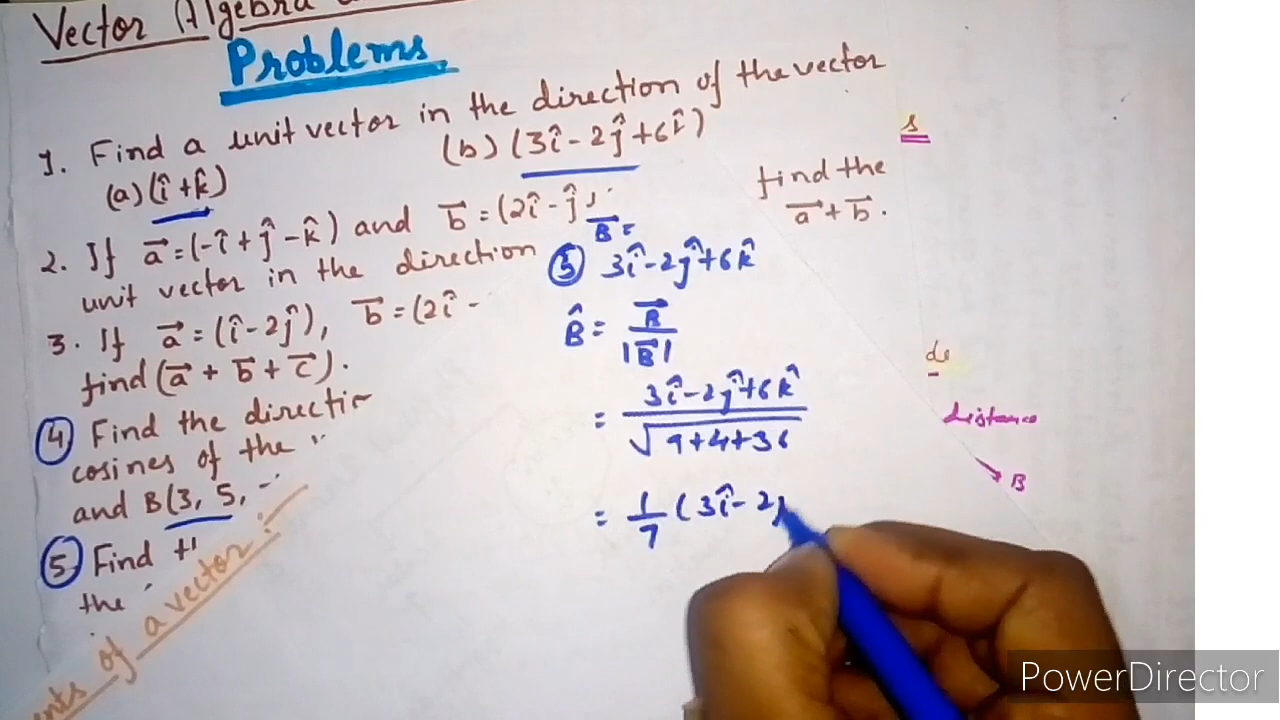 Vector Algebra
Problems
1. Find a unit vector in the direction of the vector
(a) (î + k̂) (b) (3î - 2ĵ + 6î)
2. If a⃗ = (-î + ĵ - k̂) and b⃗ = (2î - ĵ find the
unit vector in the direction a⃗ + b⃗.
3. If a⃗ = (î - 2ĵ), b⃗ = (2î -
find (a⃗ + b⃗ + c⃗).
④ Find the directi
cosines of the
and B(3, 5, -
⑤ Find
the
of a vector:
B⃗ =
3î - 2ĵ + 6k̂
B̂ = B⃗ / |B⃗|
= 3î - 2ĵ + 6k̂ / √9+4+36
= 1/7 (3î - 2
s
de
distance
B
PowerDirector